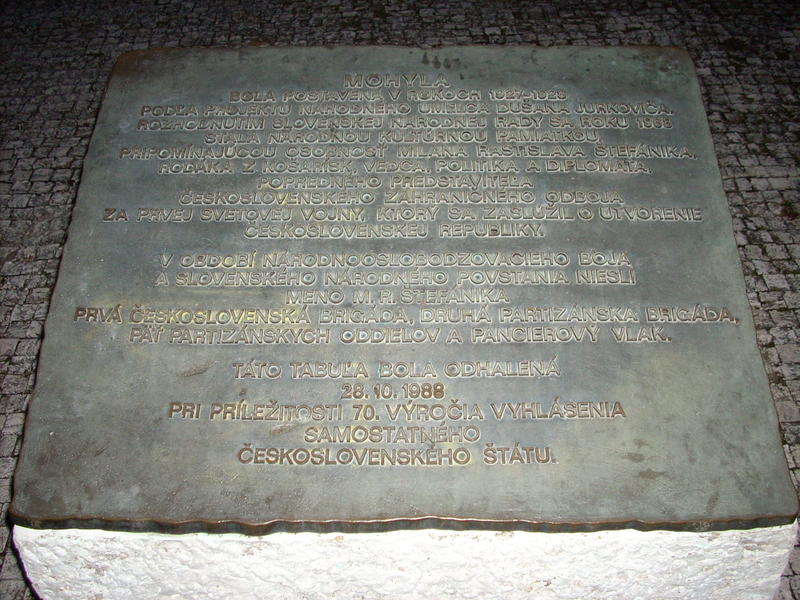 MOHYLA
BOLA POSTAVENÁ V ROKOCH 1927-1928
PODĽA PROJEKTU NÁRODNÉHO UMELCA DUŠANA JURKOVIČA.
ROZHODNUTÍM SLOVENSKEJ NÁRODNEJ RADY SA ROKU 1968
STALA NÁRODNOU KULTÚRNOU PAMIATKOU,
PRIPOMÍNAJÚCOU OSOBNOSŤ MILANA RASTISLAVA ŠTEFÁNIKA,
RODÁKA Z KOŠARÍSK, VEDCA, POLITIKA A DIPLOMATA,
POPREDNÉHO PREDSTAVITEĽA
ČESKOSLOVENSKÉHO ZAHRANIČNÉHO ODBOJA
ZA PRVEJ SVETOVEJ VOJNY, KTORÝ SA ZASLÚŽIL O UTVORENIE
ČESKOSLOVENSKEJ REPUBLIKY.
V OBDOBÍ NÁRODNOOSLOBODZOVACIEHO BOJA
A SLOVENSKÉHO NÁRODNÉHO POVSTANIA NIESLI
MENO M. R. ŠTEFÁNIKA
PRVÁ ČESKOSLOVENSKÁ BRIGÁDA, DRUHÁ PARTIZÁNSKA BRIGÁDA,
PÄŤ PARTIZÁNSKYCH ODDIELOV A PANCIEROVÝ VLAK.
TÁTO TABUĽA BOLA ODHALENÁ
28. 10. 1988
PRI PRÍLEŽITOSTI 70. VÝROČIA VYHLÁSENIA
SAMOSTATNÉHO
ČESKOSLOVENSKÉHO ŠTÁTU.